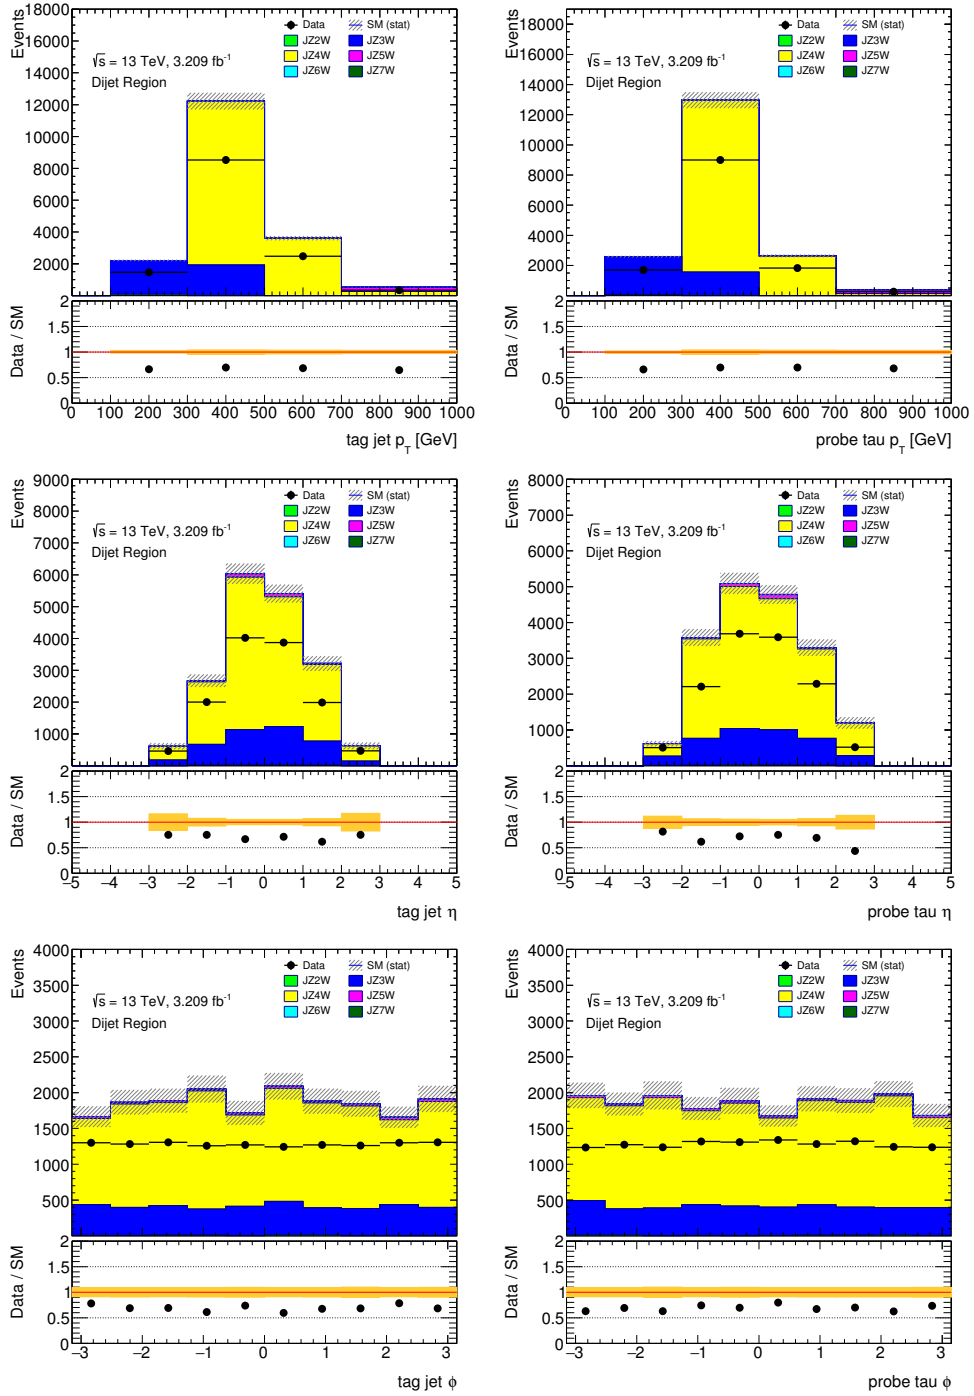 Events
18000
16000
14000
12000
10000
8000
6000
4000
2000
√s = 13 TeV, 3.209 fb⁻¹
Dijet Region
Data
SM (stat)
JZ2W
JZ3W
JZ4W
JZ5W
JZ6W
JZ7W
Data / SM
2
1.5
1
0.5
0
0 100 200 300 400 500 600 700 800 900 1000
tag jet p_T [GeV]
Events
18000
16000
14000
12000
10000
8000
6000
4000
2000
√s = 13 TeV, 3.209 fb⁻¹
Dijet Region
Data
SM (stat)
JZ2W
JZ3W
JZ4W
JZ5W
JZ6W
JZ7W
Data / SM
2
1.5
1
0.5
0
0 100 200 300 400 500 600 700 800 900 1000
probe tau p_T [GeV]
Events
9000
8000
7000
6000
5000
4000
3000
2000
1000
√s = 13 TeV, 3.209 fb⁻¹
Dijet Region
Data
SM (stat)
JZ2W
JZ3W
JZ4W
JZ5W
JZ6W
JZ7W
Data / SM
2
1.5
1
0.5
0
−5 −4 −3 −2 −1 0 1 2 3 4 5
tag jet η
Events
8000
7000
6000
5000
4000
3000
2000
1000
√s = 13 TeV, 3.209 fb⁻¹
Dijet Region
Data
SM (stat)
JZ2W
JZ3W
JZ4W
JZ5W
JZ6W
JZ7W
Data / SM
2
1.5
1
0.5
0
−5 −4 −3 −2 −1 0 1 2 3 4 5
probe tau η
Events
4000
3500
3000
2500
2000
1500
1000
500
√s = 13 TeV, 3.209 fb⁻¹
Dijet Region
Data
SM (stat)
JZ2W
JZ3W
JZ4W
JZ5W
JZ6W
JZ7W
Data / SM
2
1.5
1
0.5
0
−3 −2 −1 0 1 2 3
tag jet ϕ
Events
4000
3500
3000
2500
2000
1500
1000
500
√s = 13 TeV, 3.209 fb⁻¹
Dijet Region
Data
SM (stat)
JZ2W
JZ3W
JZ4W
JZ5W
JZ6W
JZ7W
Data / SM
2
1.5
1
0.5
0
−3 −2 −1 0 1 2 3
probe tau ϕ